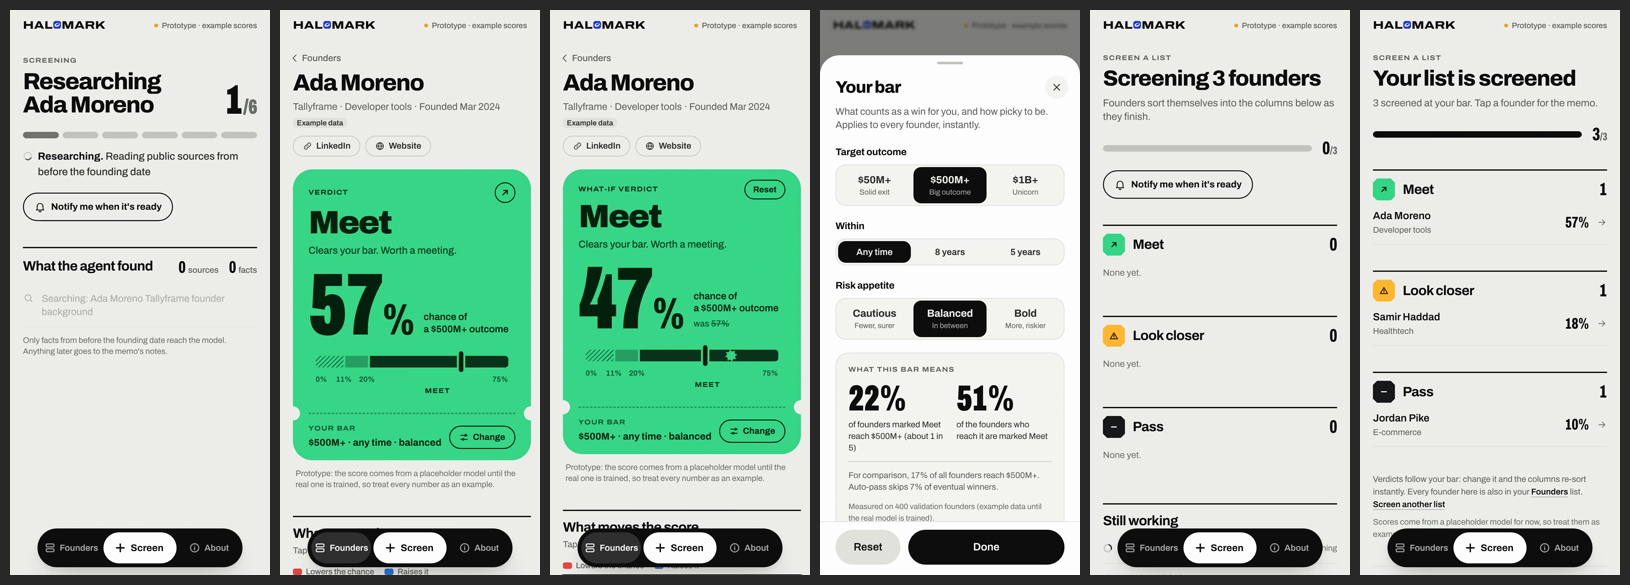 HALOMARK
Prototype · example scores
SCREENING
Researching
Ada Moreno
1/6
Researching. Reading public sources from
before the founding date
Notify me when it's ready
What the agent found
0 sources 0 facts
Searching: Ada Moreno Tallyframe founder
background
Only facts from before the founding date reach the model.
Anything later goes to the memo's notes.
Founders
Screen
About
HALOMARK
Prototype · example scores
Founders
Ada Moreno
Tallyframe · Developer tools · Founded Mar 2024
Example data
LinkedIn
Website
VERDICT
Meet
Clears your bar. Worth a meeting.
57%
chance of
a $500M+ outcome
0% 11% 20% 75%
MEET
YOUR BAR
$500M+ · any time · balanced
Change
Prototype: the score comes from a placeholder model until the
real one is trained, so treat every number as an example.
Founders
Screen
About
Lowers the chance
Raises it
HALOMARK
Prototype · example scores
Founders
Ada Moreno
Tallyframe · Developer tools · Founded Mar 2024
Example data
LinkedIn
Website
WHAT-IF VERDICT
Reset
Meet
Clears your bar. Worth a meeting.
47%
chance of
a $500M+ outcome
was 57%
0% 11% 20% 75%
MEET
YOUR BAR
$500M+ · any time · balanced
Change
Prototype: the score comes from a placeholder model until the
real one is trained, so treat every number as an example.
What moves the score
Founders
Screen
About
HALOMARK
Prototype · example scores
Your bar
What counts as a win for you, and how picky to be.
Applies to every founder, instantly.
Target outcome
$50M+
Solid exit
$500M+
Big outcome
$1B+
Unicorn
Within
Any time
8 years
5 years
Risk appetite
Cautious
Fewer, surer
Balanced
In between
Bold
More, riskier
WHAT THIS BAR MEANS
22%
of founders marked Meet
reach $500M+ (about 1 in
5)
51%
of the founders who
reach it are marked Meet
For comparison, 17% of all founders reach $500M+.
Auto-pass skips 7% of eventual winners.
Measured on 400 validation founders (example data until
the real model is trained).
Reset
Done
HALOMARK
Prototype · example scores
SCREEN A LIST
Screening 3 founders
Founders sort themselves into the columns below as
they finish.
0/3
Notify me when it's ready
Meet
0
None yet.
Look closer
0
None yet.
Pass
0
None yet.
Still working
Founders
Screen
About
HALOMARK
Prototype · example scores
SCREEN A LIST
Your list is screened
3 screened at your bar. Tap a founder for the memo.
3/3
Meet
1
Ada Moreno
Developer tools
57%
Look closer
1
Samir Haddad
Healthtech
18%
Pass
1
Jordan Pike
E-commerce
10%
Verdicts follow your bar: change it and the columns re-sort
instantly. Every founder here is also in your Founders list.
Screen another list
Scores come from a placeholder model for now, so treat them as
Founders
Screen
About